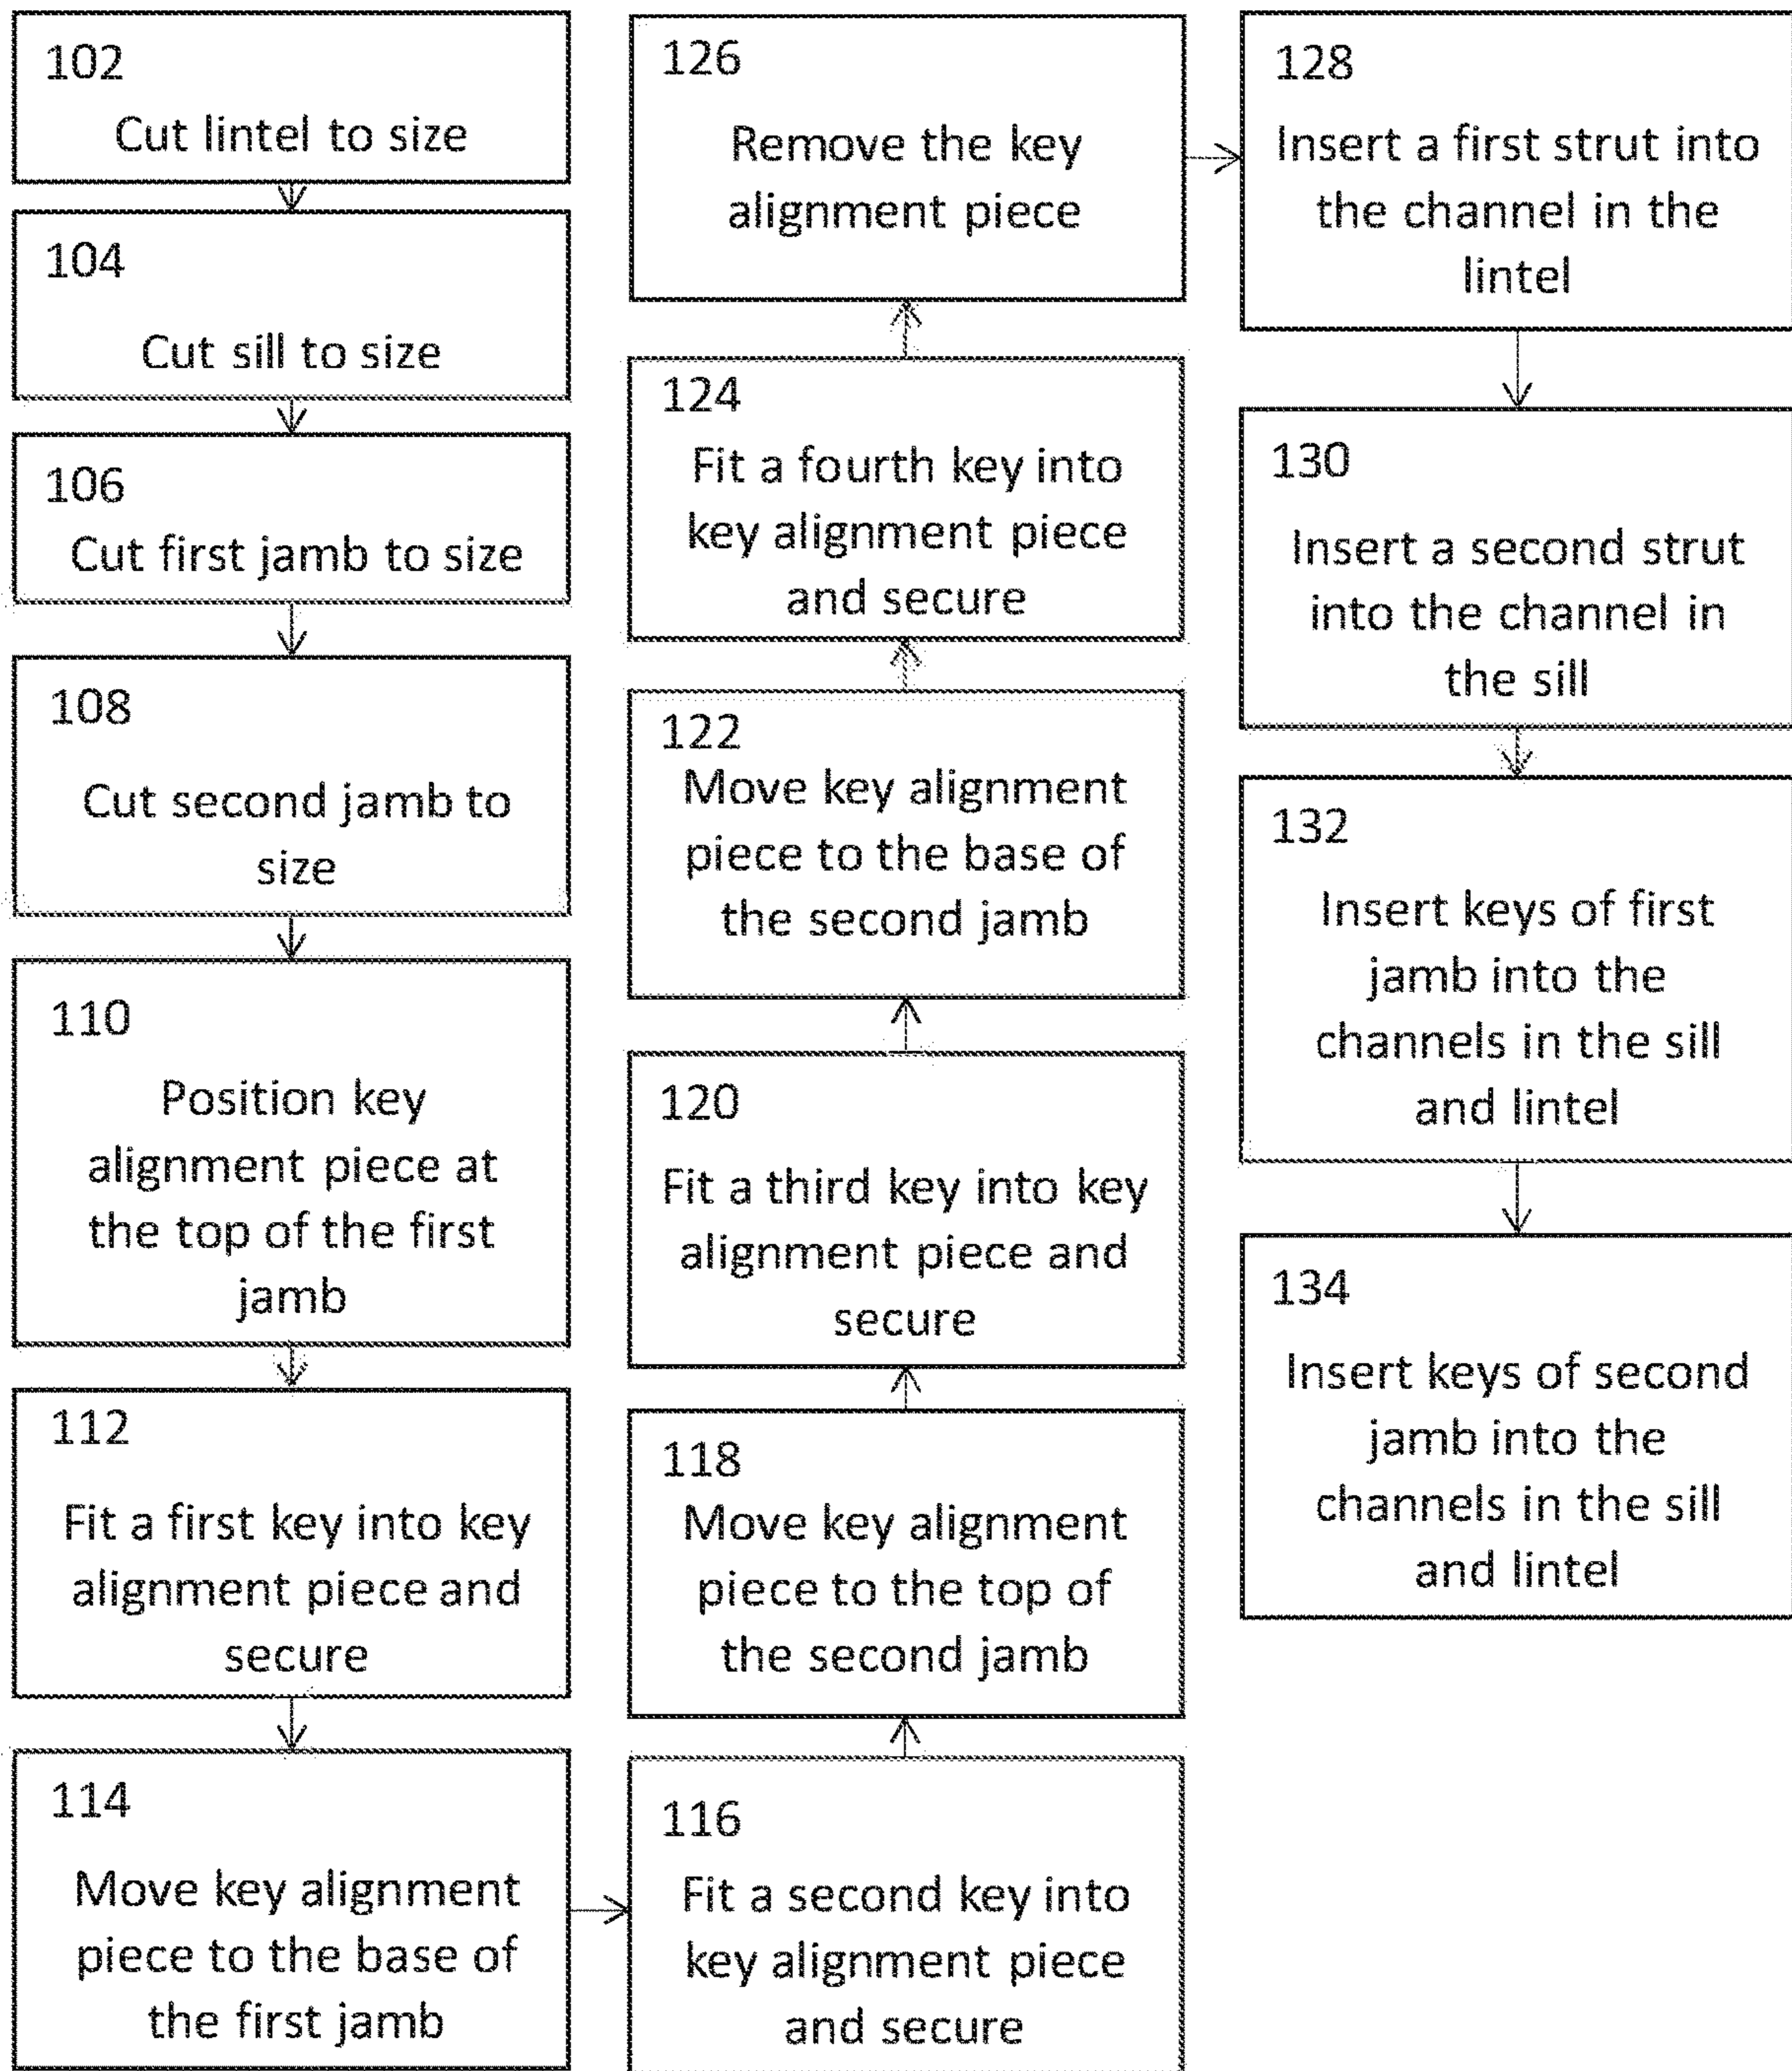 102
Cut lintel to size
104
Cut sill to size
106
Cut first jamb to size
108
Cut second jamb to
size
110
Position key
alignment piece at
the top of the first
jamb
112
Fit a first key into key
alignment piece and
secure
114
Move key alignment
piece to the base of
the first jamb
116
Fit a second key into
key alignment piece
and secure
118
Move key alignment
piece to the top of
the second jamb
120
Fit a third key into key
alignment piece and
secure
122
Move key alignment
piece to the base of
the second jamb
124
Fit a fourth key into
key alignment piece
and secure
126
Remove the key
alignment piece
128
Insert a first strut into
the channel in the
lintel
130
Insert a second strut
into the channel in
the sill
132
Insert keys of first
jamb into the
channels in the sill
and lintel
134
Insert keys of second
jamb into the
channels in the sill
and lintel